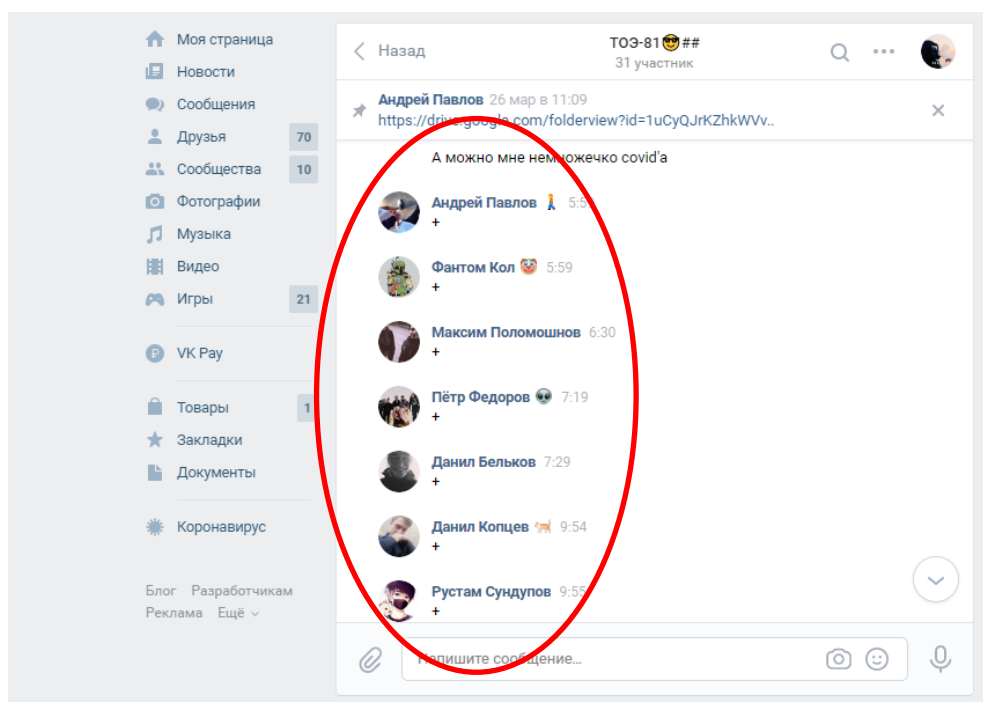 Моя страница
Новости
Сообщения
Друзья 70
Сообщества 10
Фотографии
Музыка
Видео
Игры 21
VK Pay
Товары 1
Закладки
Документы
Коронавирус
Блог Разработчикам
Реклама Ещё
Назад
ТОЭ-81😎##
31 участник
Андрей Павлов 26 мар в 11:09
https://drive.google.com/folderview?id=1uCyQJrKZhkWVv..
А можно мне немножечко covid'а
Андрей Павлов
+
Фантом Кол 🤡 5:59
+
Максим Поломошнов 6:30
+
Пётр Федоров 👽 7:19
+
Данил Бельков 7:29
+
Данил Копцев 🐈 9:54
+
Рустам Сундупов 9:55
+
Напишите сообщение...